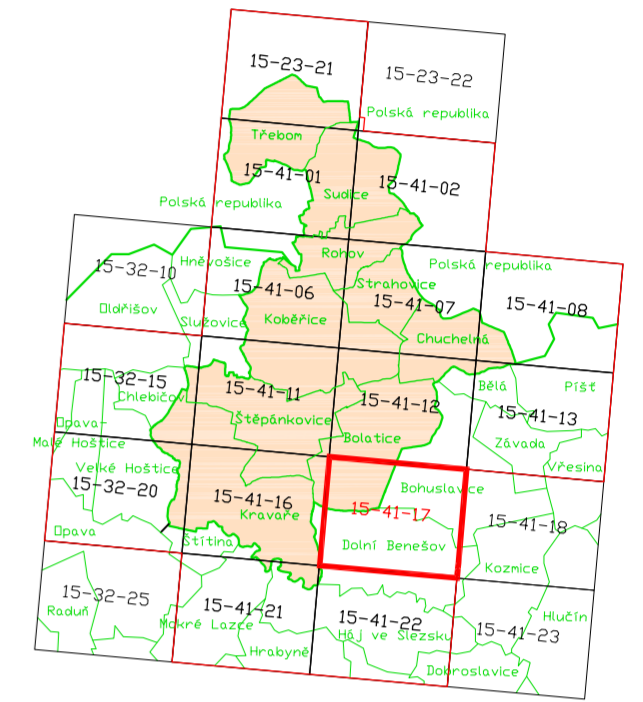 15-23-21
15-23-22
Polská republika
Třebom
15-41-01
15-41-02
Sudice
Polská republika
Hněvošice
Rohov
Polská republika
15-32-10
15-41-06
Strahovice
15-41-07
15-41-08
Oldřišov
Služovice
Kobeřice
Chuchelná
15-32-15
Chlebičov
15-41-11
15-41-12
Bělá
Píšť
15-41-13
Opava-
Štěpánkovice
Malé Hoštice
Bolatice
Závada
Velké Hoštice
Vřesina
15-32-20
15-41-16
Bohuslavice
15-41-17
Kravaře
15-41-18
Opava
Štítina
Dolní Benešov
Kozmice
15-32-25
15-41-21
15-41-22
Hlučín
Raduň
Mokré Lazce
Háj ve Slezsku
15-41-23
Hrabyně
Dobroslavice